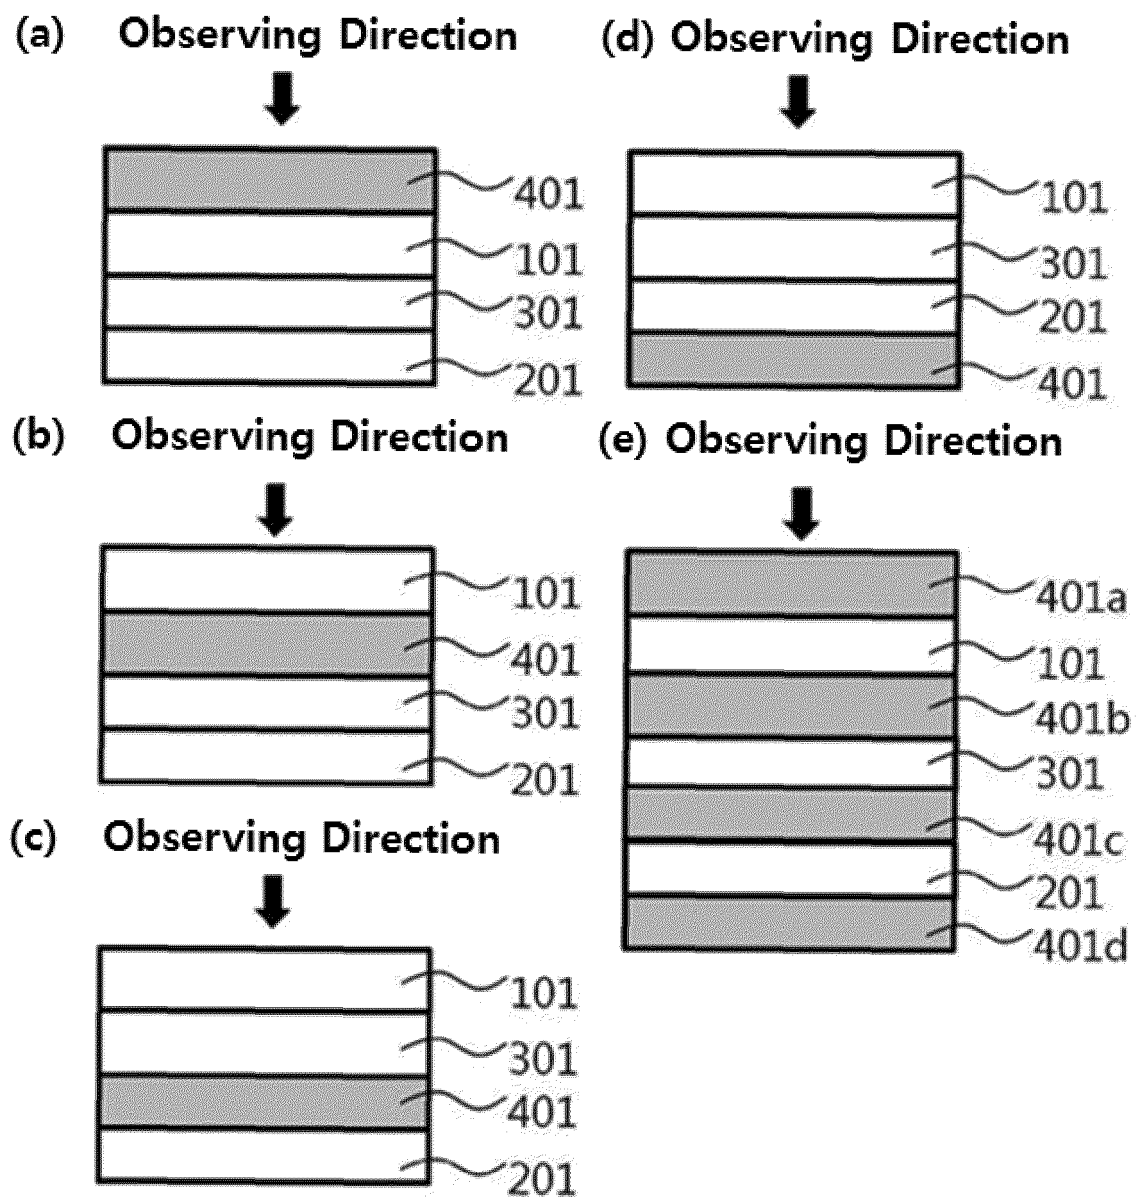 (a) Observing Direction
401
101
301
201
(b) Observing Direction
101
401
301
201
(c) Observing Direction
101
301
401
201
(d) Observing Direction
101
301
201
401
(e) Observing Direction
401a
101
401b
301
401c
201
401d